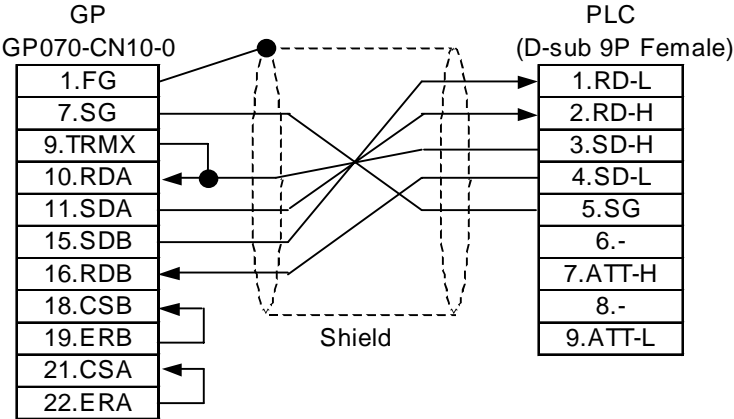 GP
GP070-CN10-0
1.FG
7.SG
9.TRMX
10.RDA
11.SDA
15.SDB
16.RDB
18.CSB
19.ERB
21.CSA
22.ERA
Shield
PLC
(D-sub 9P Female)
1.RD-L
2.RD-H
3.SD-H
4.SD-L
5.SG
6.-
7.ATT-H
8.-
9.ATT-L